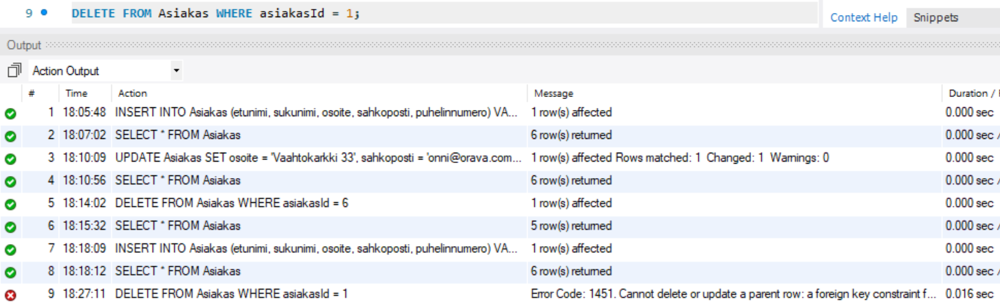 9 DELETE FROM Asiakas WHERE asiakasId = 1;
Context Help Snippets
Output
Action Output
# Time Action Message Duration /
1 18:05:48 INSERT INTO Asiakas (etunimi, sukunimi, osoite, sahkoposti, puhelinnumero) VA... 1 row(s) affected 0.000 sec
2 18:07:02 SELECT * FROM Asiakas 6 row(s) returned 0.000 sec /
3 18:10:09 UPDATE Asiakas SET osoite = 'Vaahtokarkki 33', sahkoposti = 'onni@orava.com... 1 row(s) affected Rows matched: 1 Changed: 1 Warnings: 0 0.000 sec
4 18:10:56 SELECT * FROM Asiakas 6 row(s) returned 0.000 sec /
5 18:14:02 DELETE FROM Asiakas WHERE asiakasId = 6 1 row(s) affected 0.000 sec
6 18:15:32 SELECT * FROM Asiakas 5 row(s) returned 0.000 sec /
7 18:18:09 INSERT INTO Asiakas (etunimi, sukunimi, osoite, sahkoposti, puhelinnumero) VA... 1 row(s) affected 0.000 sec
8 18:18:12 SELECT * FROM Asiakas 6 row(s) returned 0.000 sec /
9 18:27:11 DELETE FROM Asiakas WHERE asiakasId = 1 Error Code: 1451. Cannot delete or update a parent row: a foreign key constraint f... 0.016 sec